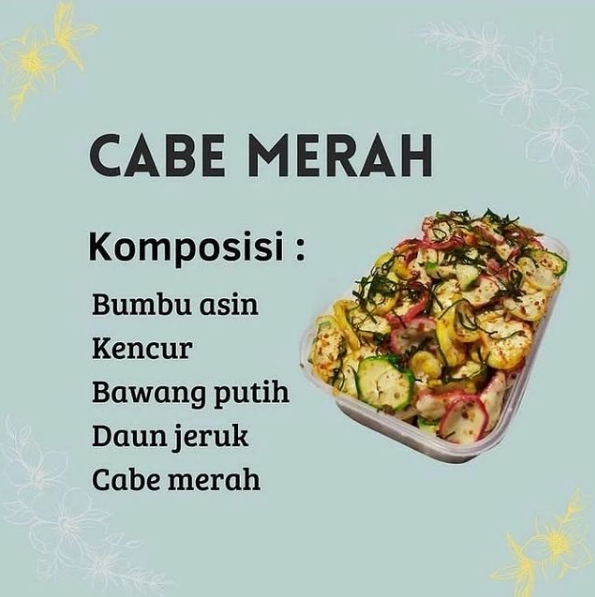 CABE MERAH
Komposisi :
Bumbu asin
Kencur
Bawang putih
Daun jeruk
Cabe merah